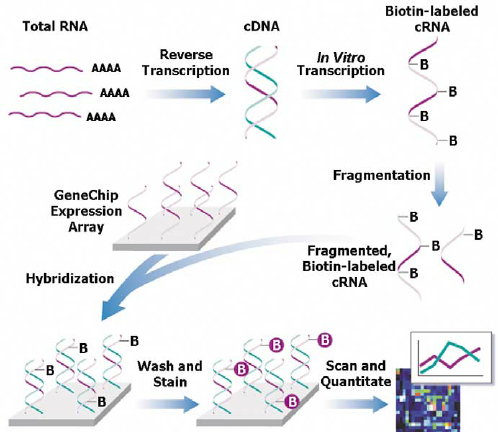 Total RNA
AAAA
AAAA
AAAA
Reverse
Transcription
cDNA
In Vitro
Transcription
Biotin-labeled
cRNA
B
B
B
B
Fragmentation
GeneChip
Expression
Array
B
B
B
Fragmented,
Biotin-labeled
cRNA
Hybridization
B
B
B
B
Wash and
Stain
B
B
B
B
Scan and
Quantitate